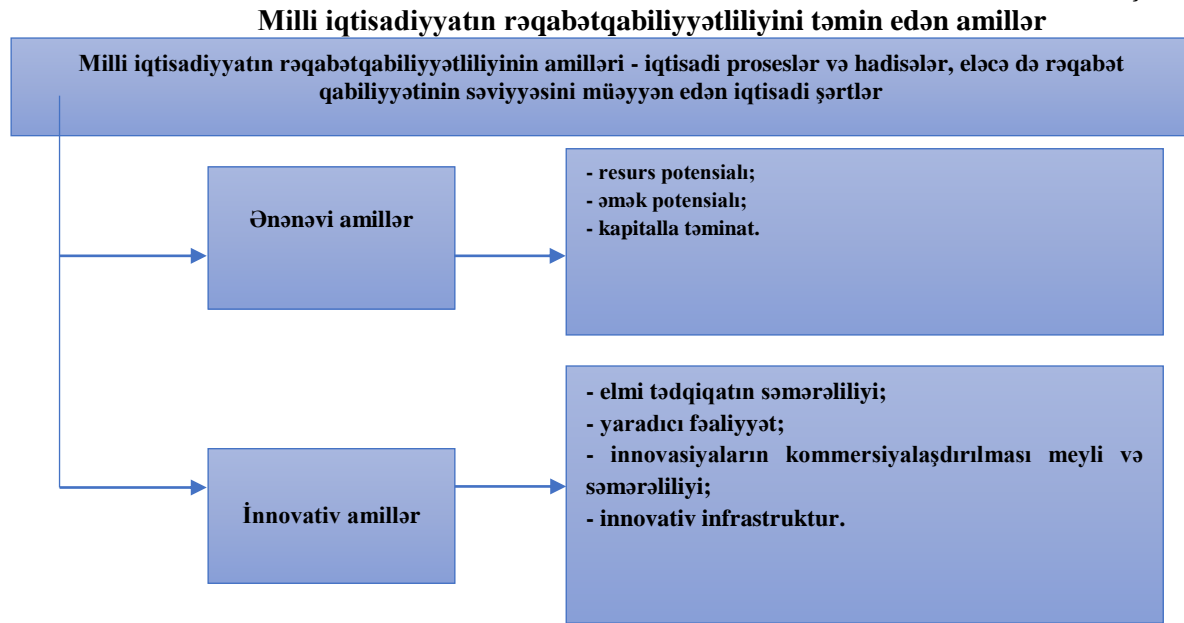 Milli iqtisadiyyatın rəqabətqabiliyyətliliyini təmin edən amillər
Milli iqtisadiyyatın rəqabətqabiliyyətliliyinin amilləri - iqtisadi proseslər və hadisələr, eləcə də rəqabət
qabiliyyətinin səviyyəsini müəyyən edən iqtisadi şərtlər
Ənənəvi amillər
- resurs potensialı;
- əmək potensialı;
- kapitalla təminat.
İnnovativ amillər
- elmi tədqiqatın səmərəliliyi;
- yaradıcı fəaliyyət;
- innovasiyaların kommersiyalaşdırılması meyli və
səmərəliliyi;
- innovativ infrastruktur.